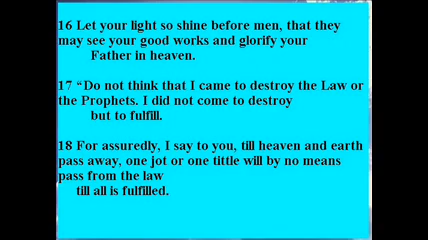 16 Let your light so shine before men, that they
may see your good works and glorify your
Father in heaven.
17 “Do not think that I came to destroy the Law or
the Prophets. I did not come to destroy
but to fulfill.
18 For assuredly, I say to you, till heaven and earth
pass away, one jot or one tittle will by no means
pass from the law
till all is fulfilled.